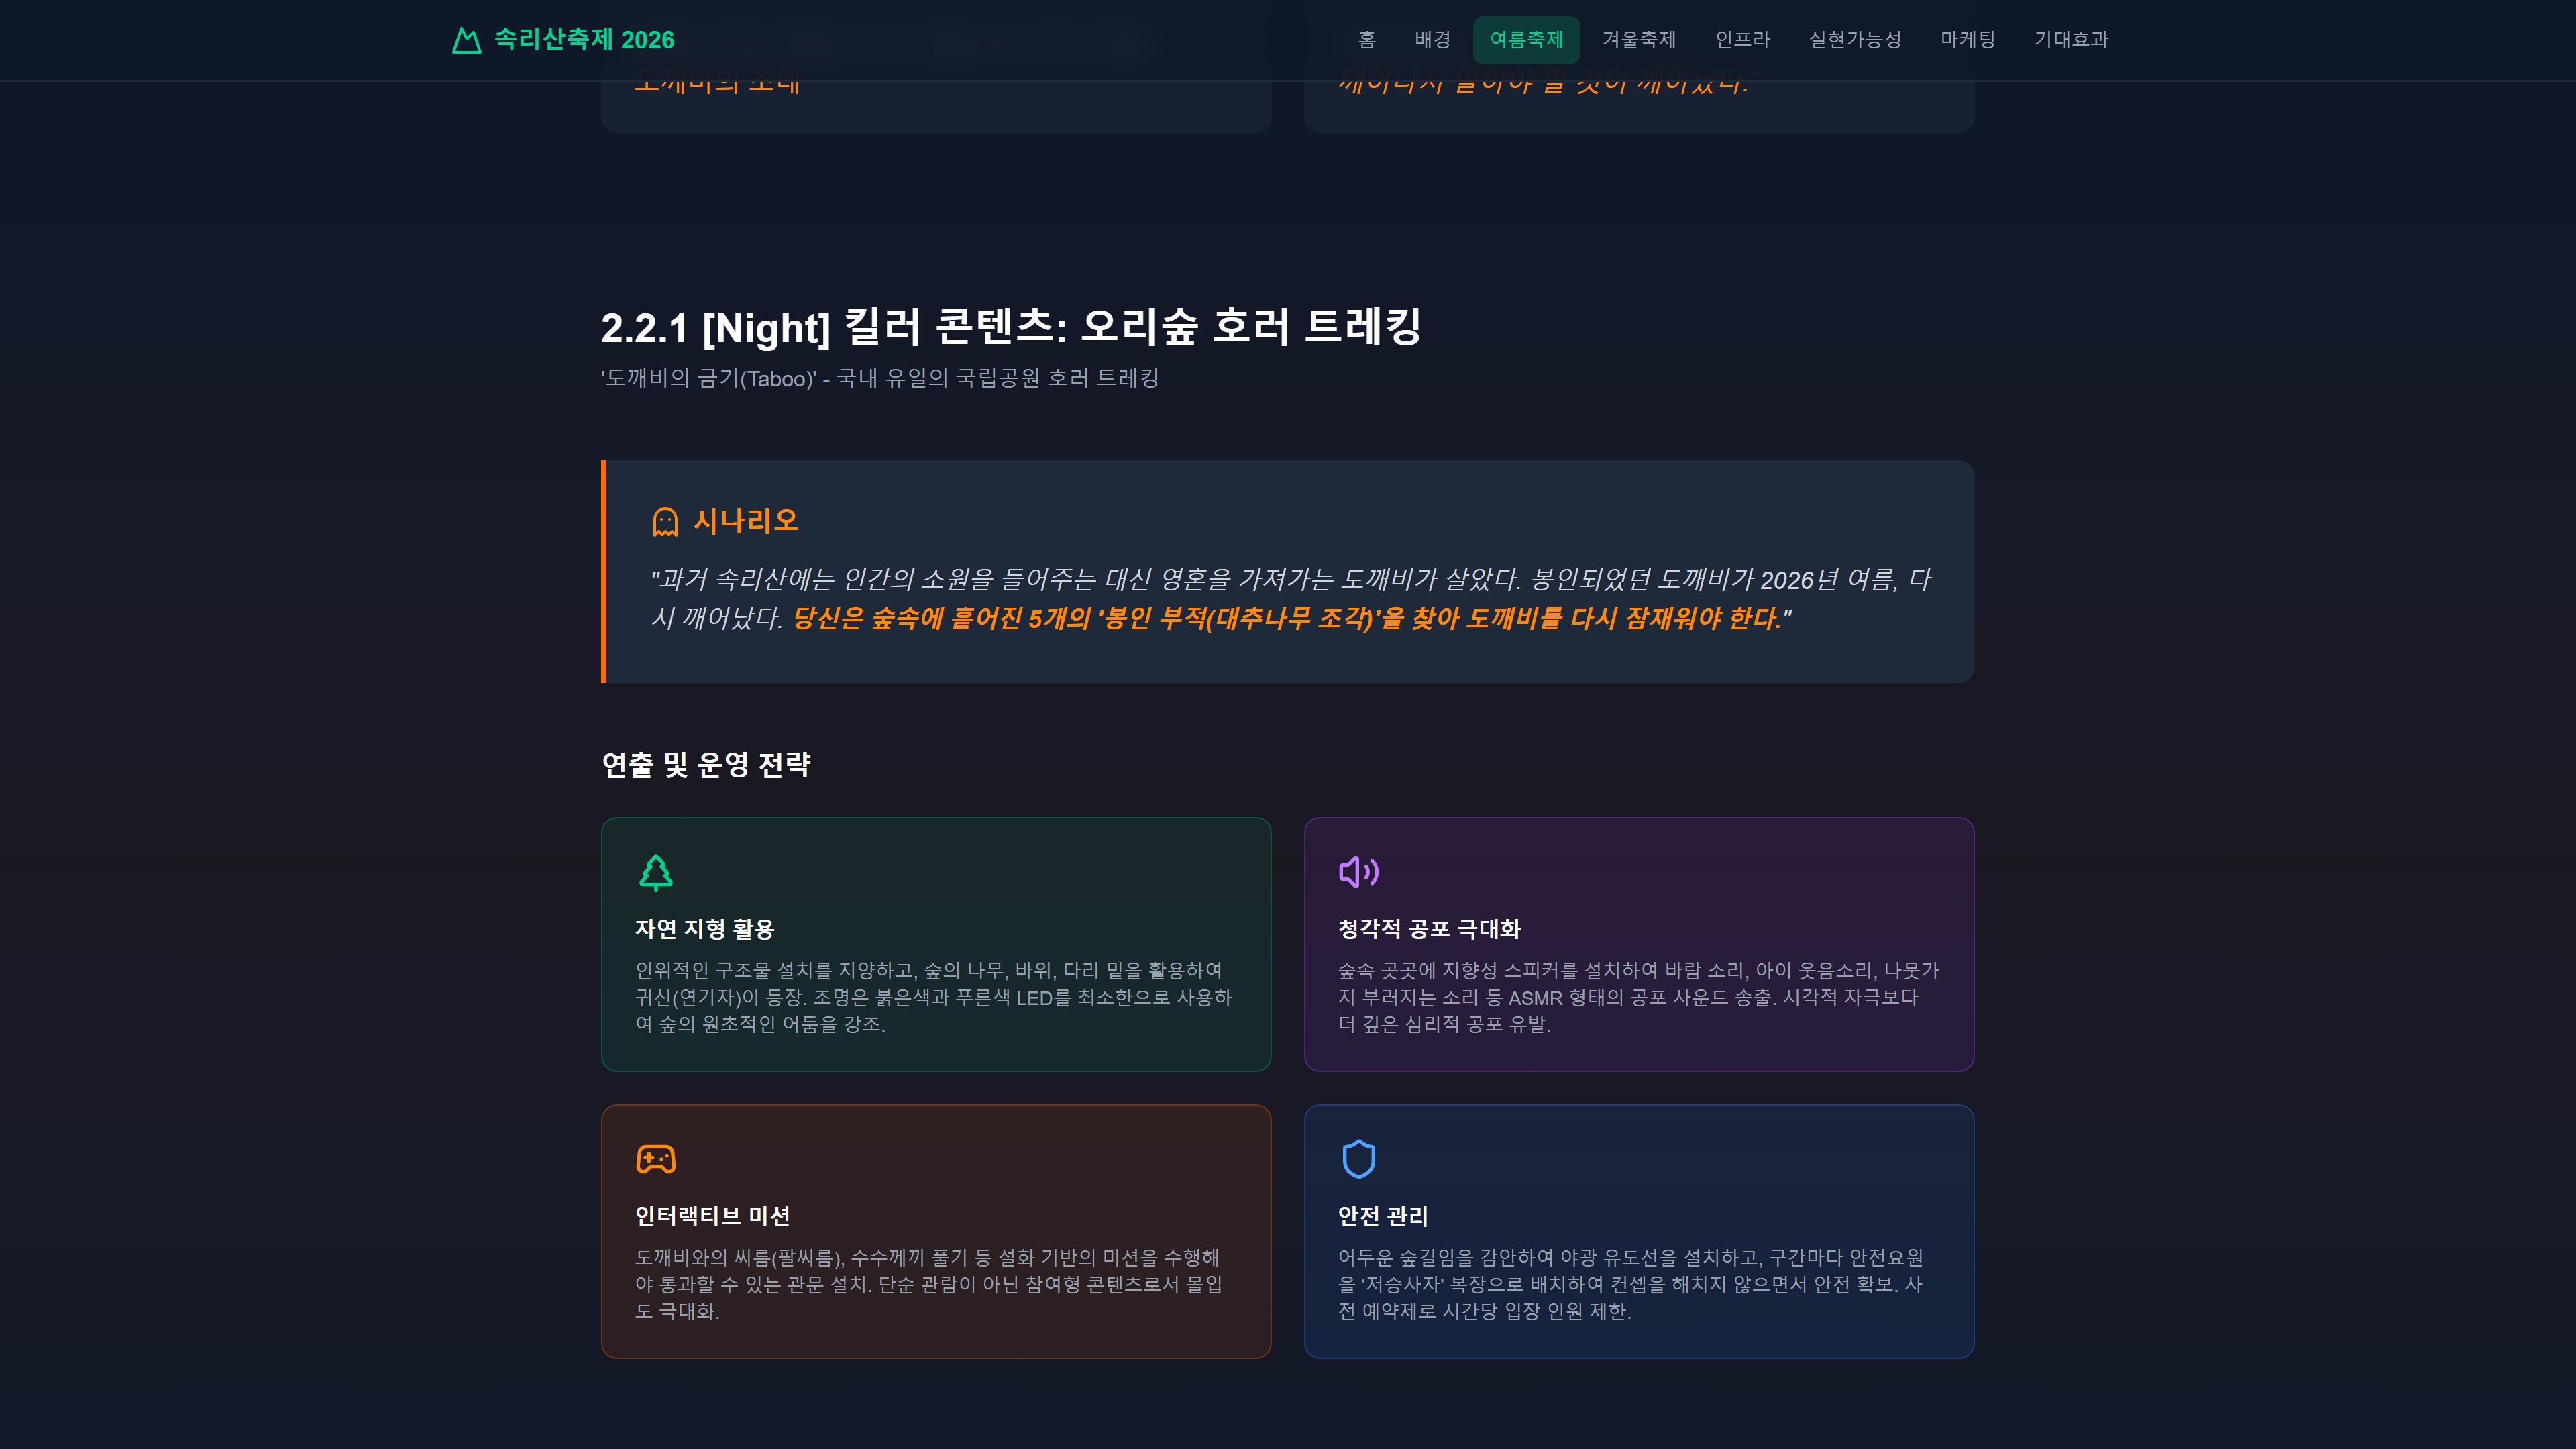 속리산축제 2026
홈
배경
여름축제
겨울축제
인프라
실현가능성
마케팅
기대효과
도깨비의 초대
깨어나지 말아야 할 것이 깨어났다."
2.2.1 [Night] 킬러 콘텐츠: 오리숲 호러 트레킹
'도깨비의 금기(Taboo)' - 국내 유일의 국립공원 호러 트레킹
시나리오
"과거 속리산에는 인간의 소원을 들어주는 대신 영혼을 가져가는 도깨비가 살았다. 봉인되었던 도깨비가 2026년 여름, 다
시 깨어났다. 당신은 숲속에 흩어진 5개의 '봉인 부적(대추나무 조각)'을 찾아 도깨비를 다시 잠재워야 한다."
연출 및 운영 전략
자연 지형 활용
인위적인 구조물 설치를 지양하고, 숲의 나무, 바위, 다리 밑을 활용하여
귀신(연기자)이 등장. 조명은 붉은색과 푸른색 LED를 최소한으로 사용하
여 숲의 원초적인 어둠을 강조.
청각적 공포 극대화
숲속 곳곳에 지향성 스피커를 설치하여 바람 소리, 아이 웃음소리, 나뭇가
지 부러지는 소리 등 ASMR 형태의 공포 사운드 송출. 시각적 자극보다
더 깊은 심리적 공포 유발.
인터랙티브 미션
도깨비와의 씨름(팔씨름), 수수께끼 풀기 등 설화 기반의 미션을 수행해
야 통과할 수 있는 관문 설치. 단순 관람이 아닌 참여형 콘텐츠로서 몰입
도 극대화.
안전 관리
어두운 숲길임을 감안하여 야광 유도선을 설치하고, 구간마다 안전요원
을 '저승사자' 복장으로 배치하여 컨셉을 해치지 않으면서 안전 확보. 사
전 예약제로 시간당 입장 인원 제한.